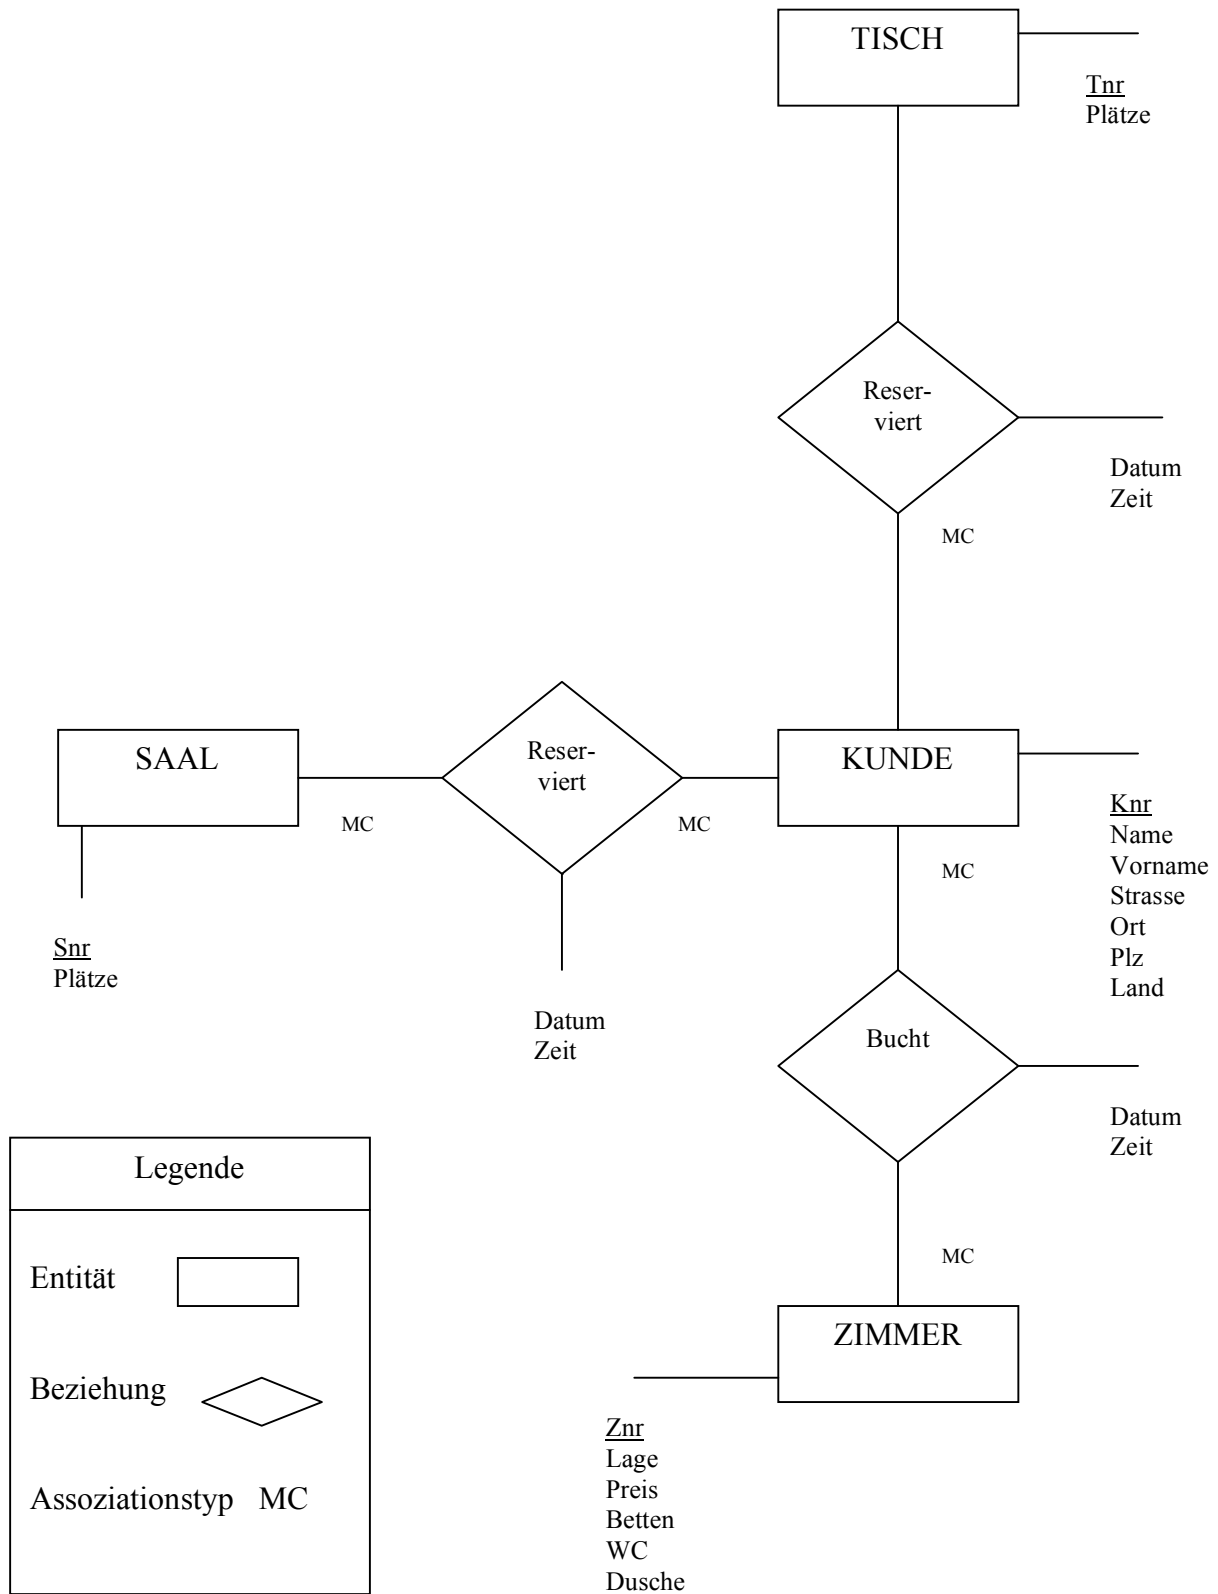 TISCH
Tnr
Plätze
Reser-
viert
Datum
Zeit
MC
SAAL
MC
Snr
Plätze
Reser-
viert
MC
Datum
Zeit
KUNDE
Knr
Name
Vorname
Strasse
Ort
Plz
Land
MC
Bucht
Datum
Zeit
MC
ZIMMER
Znr
Lage
Preis
Betten
WC
Dusche
Legende
Entität
Beziehung
Assoziationstyp MC